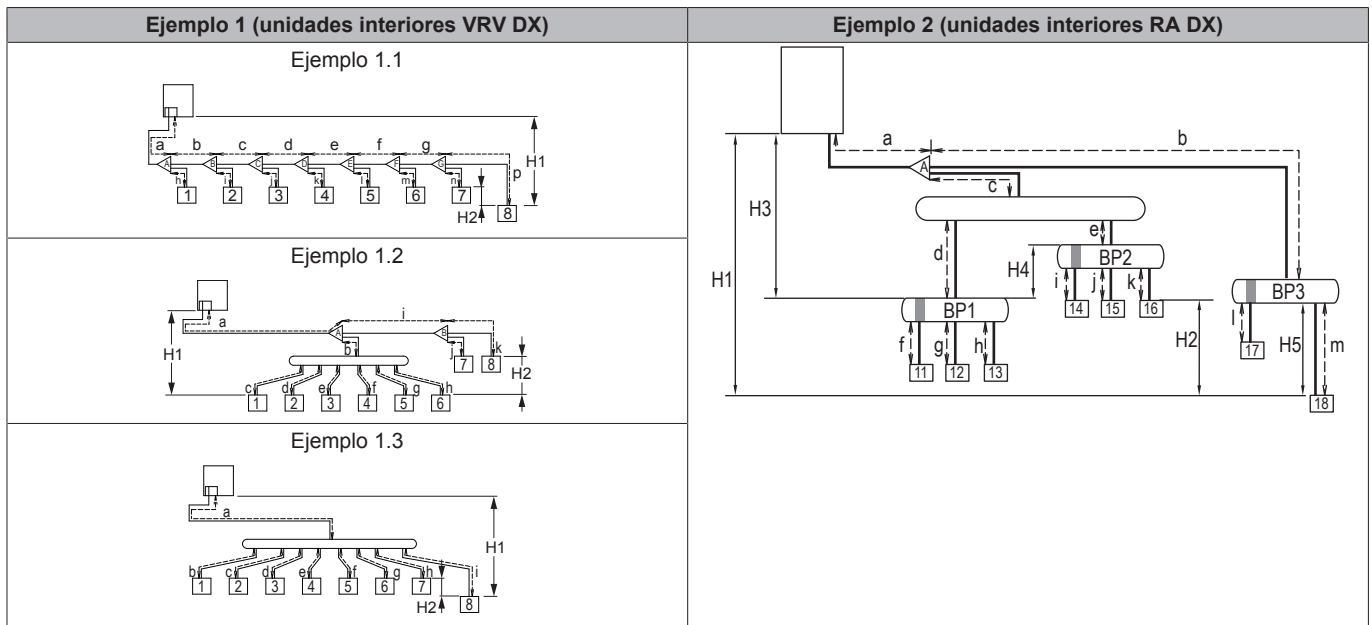 Ejemplo 1 (unidades interiores VRV DX)
Ejemplo 1.1
a b c d e f g
H1
A B C D E F G
p
h i j k l m n
1 2 3 4 5 6 7
H2
8
Ejemplo 1.2
a
i
H1
A B
b
j k
7 8
H2
c d e f g h
1 2 3 4 5 6
Ejemplo 1.3
a
H1
b c d e f g h i
1 2 3 4 5 6 7
H2
8
Ejemplo 2 (unidades interiores RA DX)
a b
A
c
H3
e
d
H1
H4
BP2
BP3
i j k
BP1
14 15 16
f g h
l
H2
H5
m
17
11 12 13
18